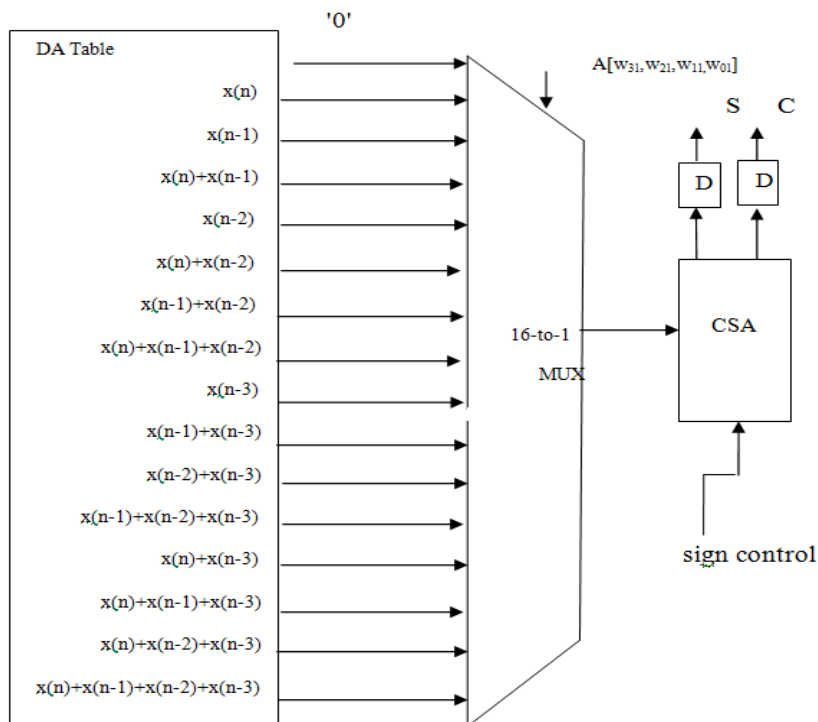 '0'
DA Table
A[w31,w21,w11,w01]
x(n)
S C
x(n-1)
x(n)+x(n-1)
D D
x(n-2)
x(n)+x(n-2)
x(n-1)+x(n-2)
CSA
16-to-1
x(n)+x(n-1)+x(n-2)
MUX
x(n-3)
x(n-1)+x(n-3)
x(n-2)+x(n-3)
x(n-1)+x(n-2)+x(n-3)
sign control
x(n)+x(n-3)
x(n)+x(n-1)+x(n-3)
x(n)+x(n-2)+x(n-3)
x(n)+x(n-1)+x(n-2)+x(n-3)